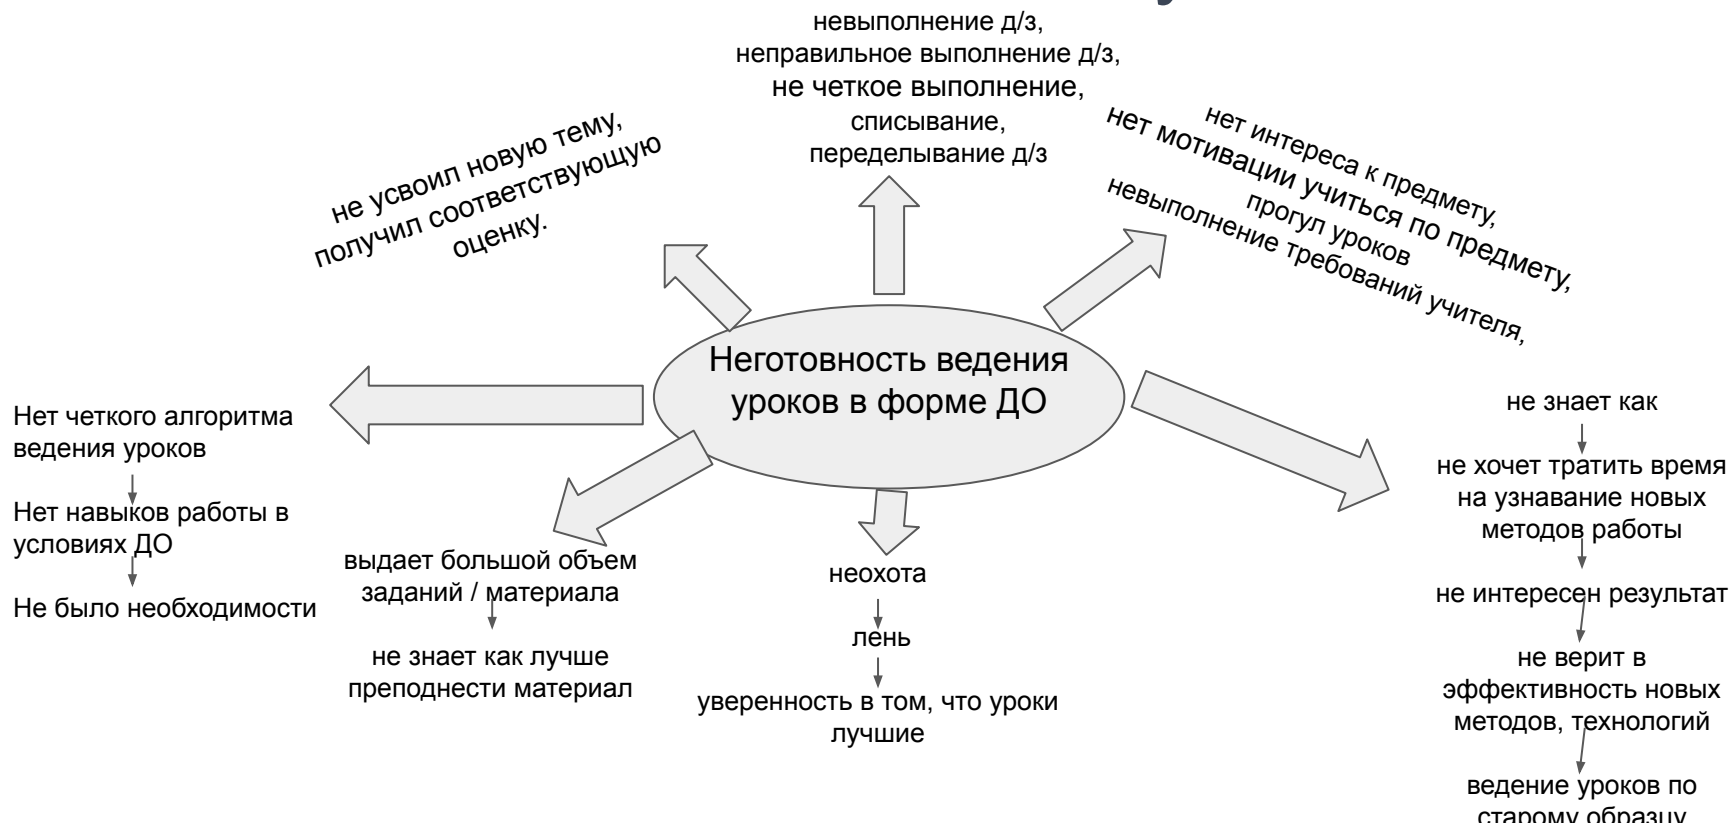 невыполнение д/з,
неправильное выполнение д/з,
не четкое выполнение,
списывание,
переделывание д/з
не усвоил новую тему,
получил соответствующую
оценку.
нет интереса к предмету,
нет мотивации учиться по предмету,
прогул уроков
невыполнение требований учителя,
Неготовность ведения
уроков в форме ДО
Нет четкого алгоритма
ведения уроков
Нет навыков работы в
условиях ДО
Не было необходимости
выдает большой объем
заданий / материала
не знает как лучше
преподнести материал
неохота
лень
уверенность в том, что уроки
лучшие
не знает как
не хочет тратить время
на узнавание новых
методов работы
не интересен результат
не верит в
эффективность новых
методов, технологий
ведение уроков по
старому образцу